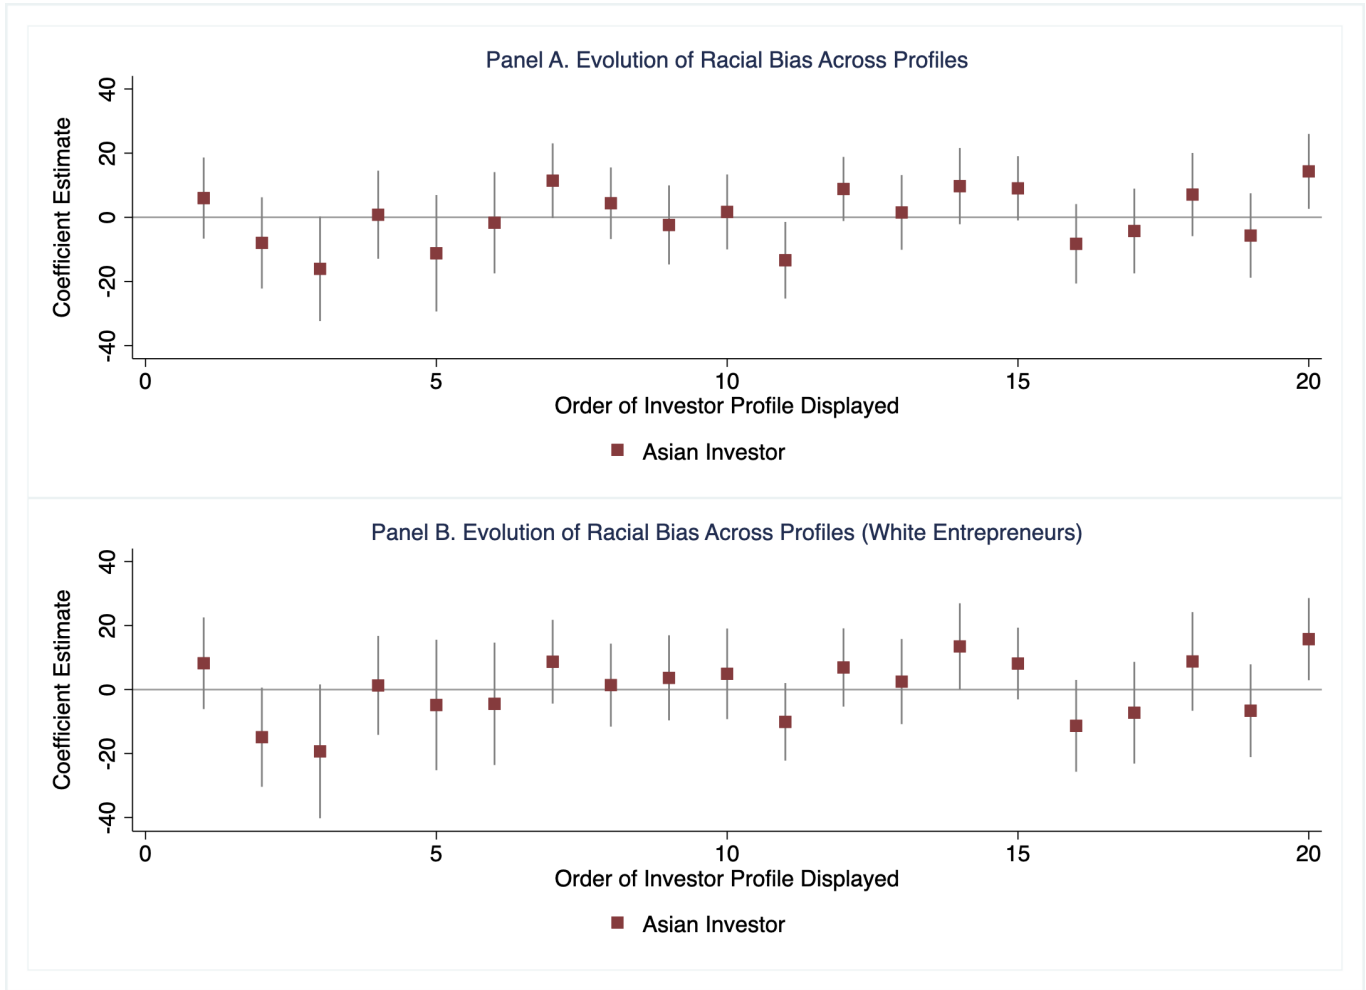 Panel A. Evolution of Racial Bias Across Profiles
Coefficient Estimate
40
20
0
-20
-40
0 5 10 15 20
Order of Investor Profile Displayed
Asian Investor
Panel B. Evolution of Racial Bias Across Profiles (White Entrepreneurs)
Coefficient Estimate
40
20
0
-20
-40
0 5 10 15 20
Order of Investor Profile Displayed
Asian Investor